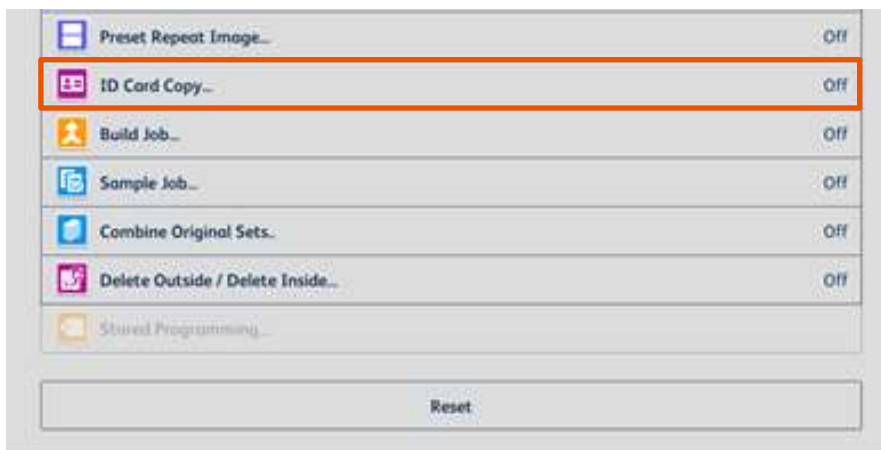 Preset Repeat Image... Off
ID Card Copy... Off
Build Job... Off
Sample Job... Off
Combine Original Sets.. Off
Delete Outside / Delete Inside... Off
Stored Programming...
Reset